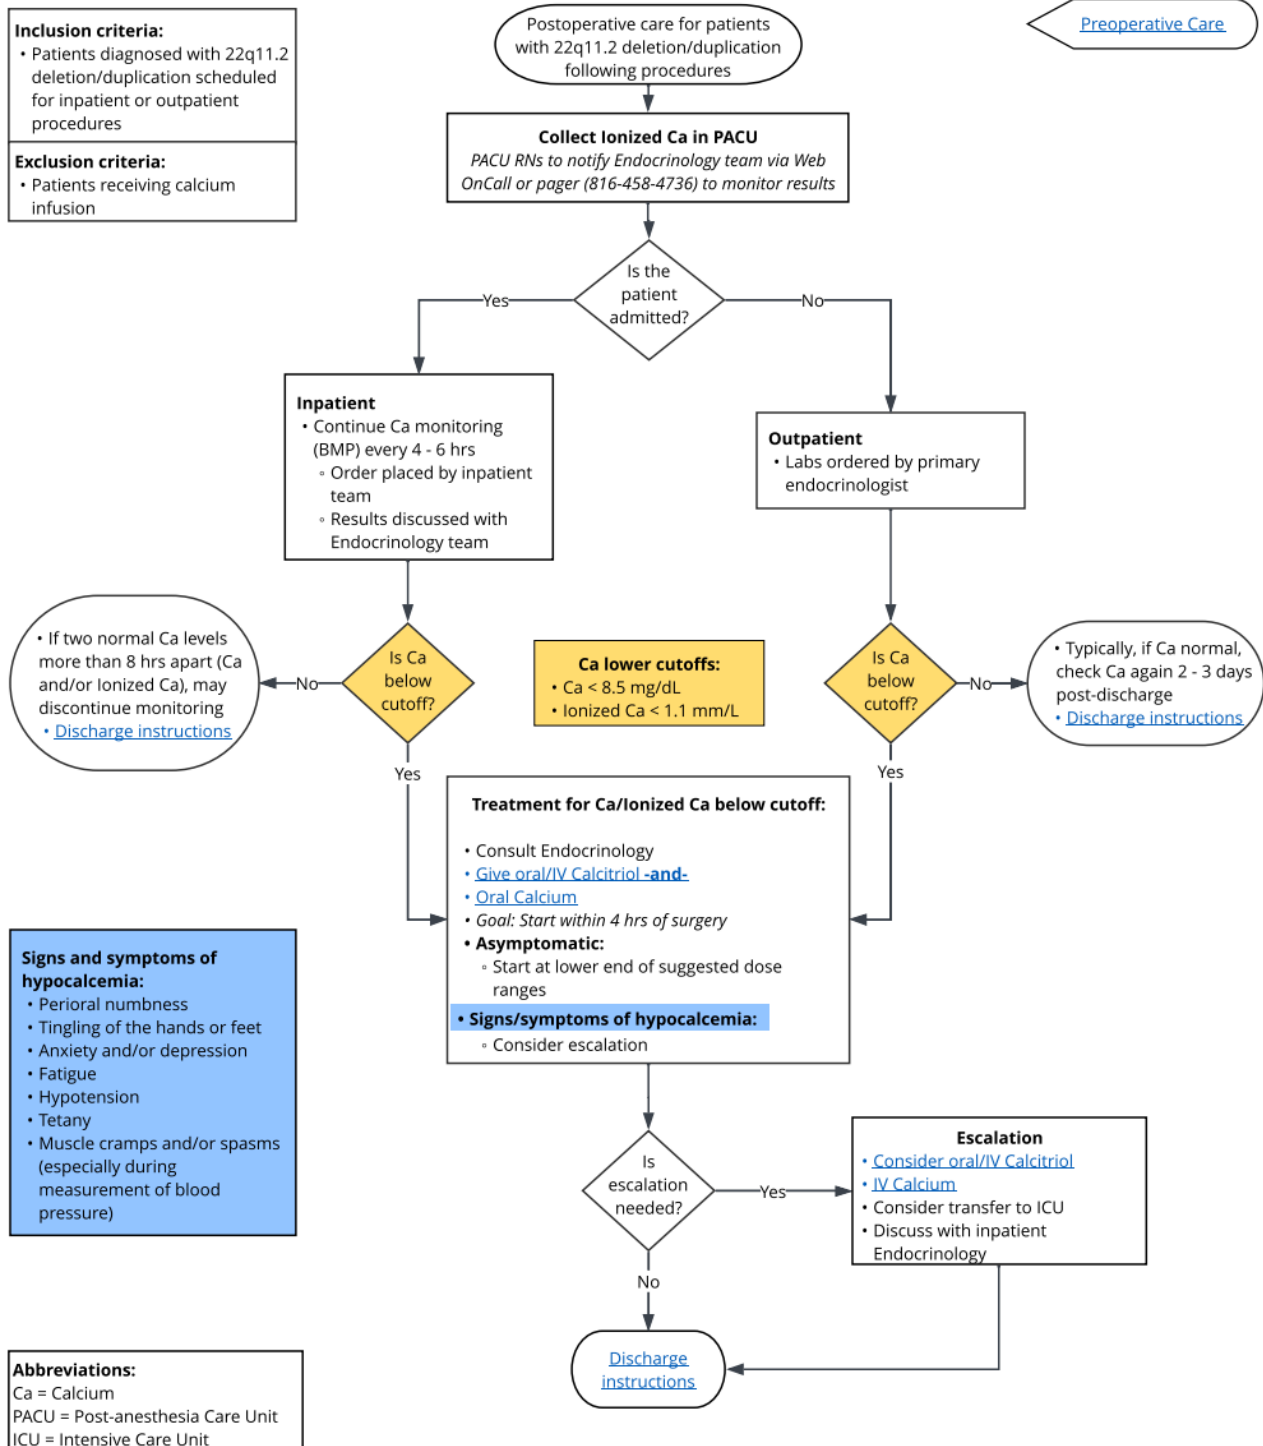 Inclusion criteria:
• Patients diagnosed with 22q11.2
deletion/duplication scheduled
for inpatient or outpatient
procedures
Exclusion criteria:
• Patients receiving calcium
infusion
Postoperative care for patients
with 22q11.2 deletion/duplication
following procedures
Preoperative Care
Collect Ionized Ca in PACU
PACU RNs to notify Endocrinology team via Web
OnCall or pager (816-458-4736) to monitor results
Is the
patient
admitted?
Yes
No
Inpatient
• Continue Ca monitoring
(BMP) every 4 - 6 hrs
◦ Order placed by inpatient
team
◦ Results discussed with
Endocrinology team
Outpatient
• Labs ordered by primary
endocrinologist
• If two normal Ca levels
more than 8 hrs apart (Ca
and/or Ionized Ca), may
discontinue monitoring
• Discharge instructions
No
Is Ca
below
cutoff?
Yes
Ca lower cutoffs:
• Ca < 8.5 mg/dL
• Ionized Ca < 1.1 mm/L
Is Ca
below
cutoff?
No
Yes
• Typically, if Ca normal,
check Ca again 2 - 3 days
post-discharge
• Discharge instructions
Treatment for Ca/Ionized Ca below cutoff:
• Consult Endocrinology
• Give oral/IV Calcitriol -and-
• Oral Calcium
• Goal: Start within 4 hrs of surgery
• Asymptomatic:
◦ Start at lower end of suggested dose
ranges
• Signs/symptoms of hypocalcemia:
◦ Consider escalation
Signs and symptoms of
hypocalcemia:
• Perioral numbness
• Tingling of the hands or feet
• Anxiety and/or depression
• Fatigue
• Hypotension
• Tetany
• Muscle cramps and/or spasms
(especially during
measurement of blood
pressure)
Is
escalation
needed?
Yes
No
Escalation
• Consider oral/IV Calcitriol
• IV Calcium
• Consider transfer to ICU
• Discuss with inpatient
Endocrinology
Discharge
instructions
Abbreviations:
Ca = Calcium
PACU = Post-anesthesia Care Unit
ICU = Intensive Care Unit